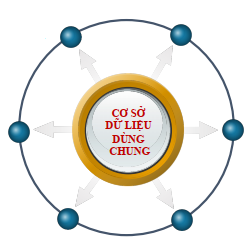 CƠ SỞ
DỮ LIỆU
DÙNG
CHUNG